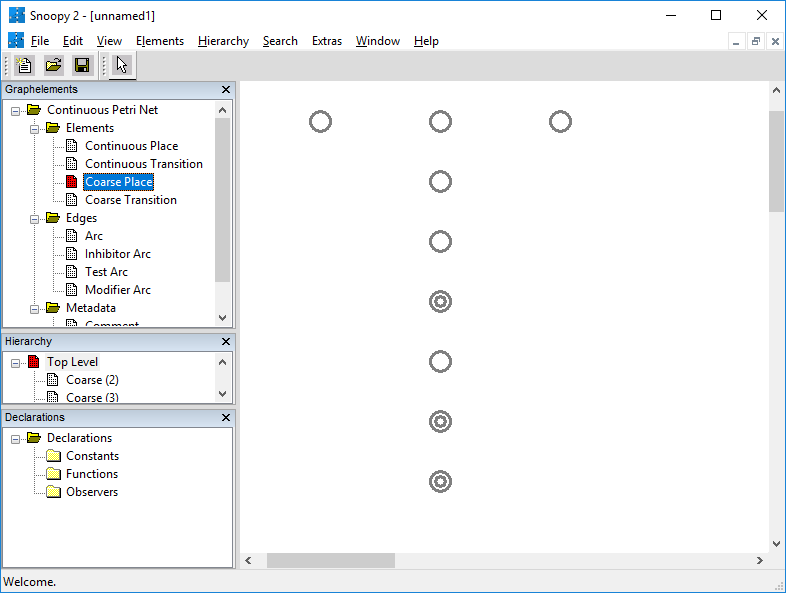 Snoopy 2 - [unnamed1]
File Edit View Elements Hierarchy Search Extras Window Help
Graphelements
Continuous Petri Net
Elements
Continuous Place
Continuous Transition
Coarse Place
Coarse Transition
Edges
Arc
Inhibitor Arc
Test Arc
Modifier Arc
Metadata
Comment
Hierarchy
Top Level
Coarse (2)
Coarse (3)
Declarations
Declarations
Constants
Functions
Observers
Welcome.